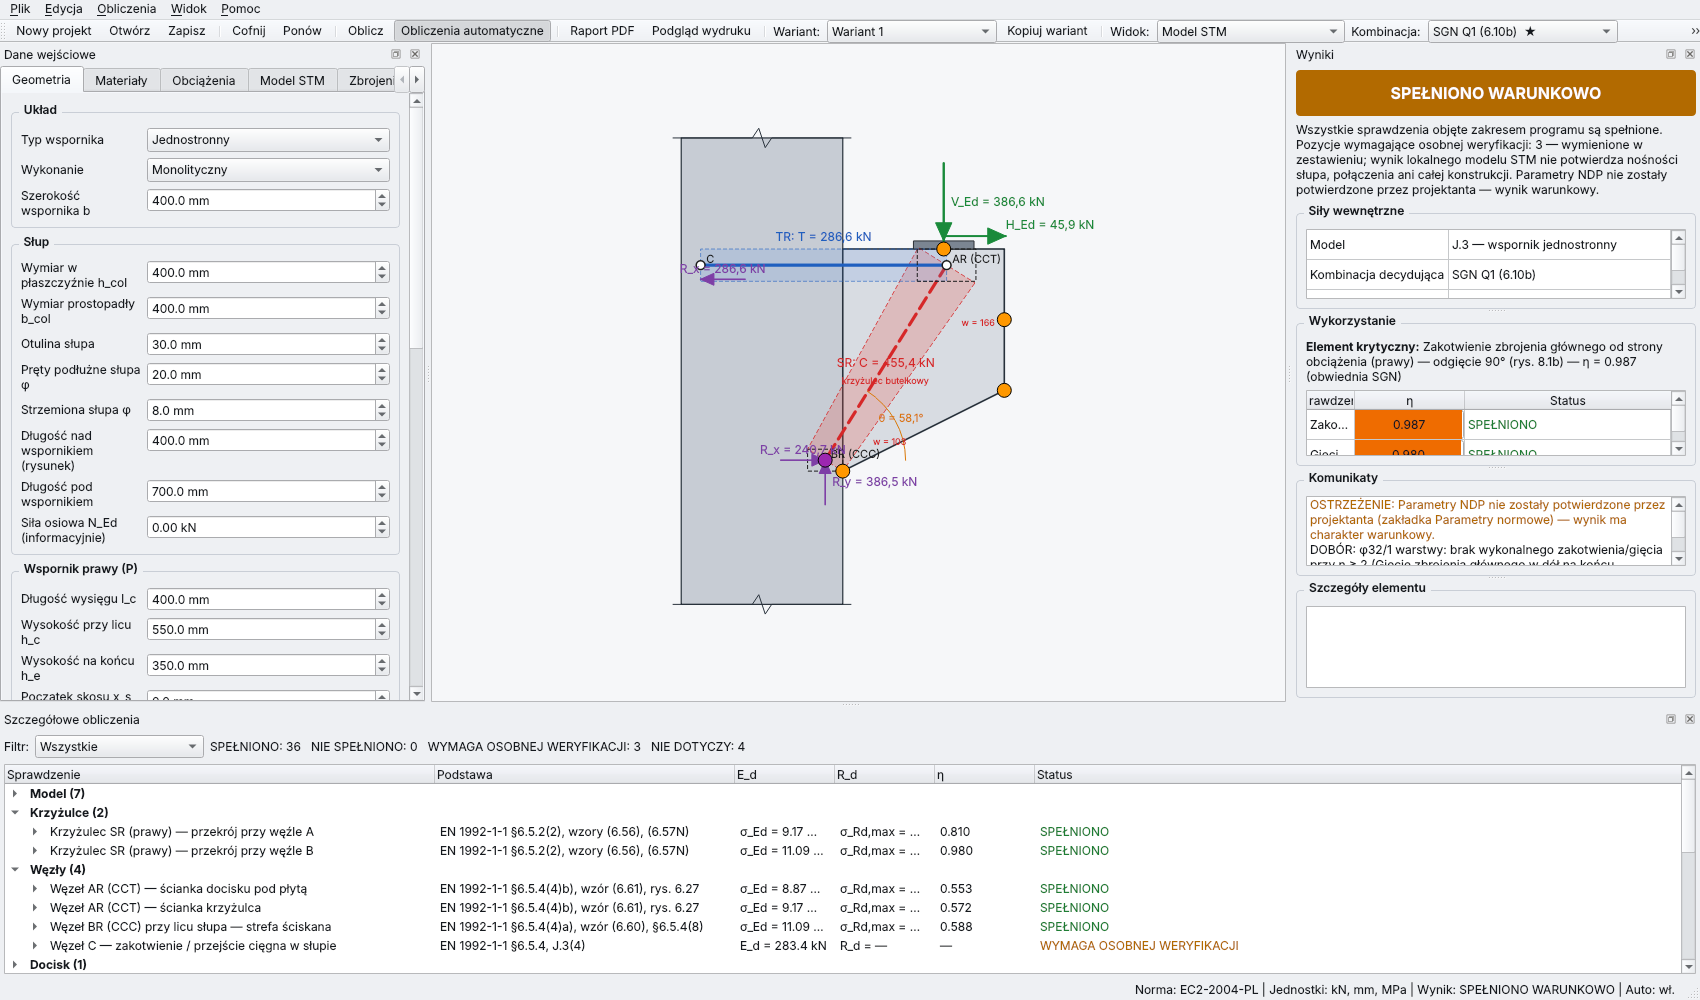 Plik Edycja Obliczenia Widok Pomoc
Nowy projekt Otwórz Zapisz Cofnij Ponów Oblicz Obliczenia automatyczne Raport PDF Podgląd wydruku Wariant: Wariant 1 Kopiuj wariant Widok: Model STM Kombinacja: SGN Q1 (6.10b) ★ »
Dane wejściowe
Geometria Materiały Obciążenia Model STM Zbrojeni
Układ
Typ wspornika Jednostronny
Wykonanie Monolityczny
Szerokość
wspornika b 400.0 mm
Słup
Wymiar w
płaszczyźnie h_col 400.0 mm
Wymiar prostopadły
b_col 400.0 mm
Otulina słupa 30.0 mm
Pręty podłużne słupa
φ 20.0 mm
Strzemiona słupa φ 8.0 mm
Długość nad
wspornikiem
(rysunek) 400.0 mm
Długość pod
wspornikiem 700.0 mm
Siła osiowa N_Ed
(informacyjnie) 0.00 kN
Wspornik prawy (P)
Długość wysięgu l_c 400.0 mm
Wysokość przy licu
h_c 550.0 mm
Wysokość na końcu
h_e 350.0 mm
Początek skosu x_s
V_Ed = 386,6 kN
H_Ed = 45,9 kN
TR: T = 286,6 kN
C
AR (CCT)
R_x = 286,6 kN
w = 166
SR: C = 455,4 kN
krzyżulec butelkowy
θ = 58,1°
w = 103
R_x = 240,7 kN
BR (CCC)
R_y = 386,5 kN
Wyniki
SPEŁNIONO WARUNKOWO
Wszystkie sprawdzenia objęte zakresem programu są spełnione.
Pozycje wymagające osobnej weryfikacji: 3 — wymienione w
zestawieniu; wynik lokalnego modelu STM nie potwierdza nośności
słupa, połączenia ani całej konstrukcji. Parametry NDP nie zostały
potwierdzone przez projektanta — wynik warunkowy.
Siły wewnętrzne
Model J.3 — wspornik jednostronny
Kombinacja decydująca SGN Q1 (6.10b)
Wykorzystanie
Element krytyczny: Zakotwienie zbrojenia głównego od strony
obciążenia (prawy) — odgięcie 90° (rys. 8.1b) — η = 0.987
(obwiednia SGN)
rawdzer η Status
Zako... 0.987 SPEŁNIONO
Gięci 0.980 SPEŁNIONO
Komunikaty
OSTRZEŻENIE: Parametry NDP nie zostały potwierdzone przez
projektanta (zakładka Parametry normowe) — wynik ma
charakter warunkowy.
DOBÓR: φ32/1 warstwy: brak wykonalnego zakotwienia/gięcia
przy n ≥ 2 (Gięcie zbrojenia głównego w dół na końcu
Szczegóły elementu
Szczegółowe obliczenia
Filtr: Wszystkie SPEŁNIONO: 36 NIE SPEŁNIONO: 0 WYMAGA OSOBNEJ WERYFIKACJI: 3 NIE DOTYCZY: 4
Sprawdzenie Podstawa E_d R_d η Status
Model (7)
Krzyżulce (2)
Krzyżulec SR (prawy) — przekrój przy węźle A EN 1992-1-1 §6.5.2(2), wzory (6.56), (6.57N) σ_Ed = 9.17 ... σ_Rd,max = ... 0.810 SPEŁNIONO
Krzyżulec SR (prawy) — przekrój przy węźle B EN 1992-1-1 §6.5.2(2), wzory (6.56), (6.57N) σ_Ed = 11.09 ... σ_Rd,max = ... 0.980 SPEŁNIONO
Węzły (4)
Węzeł AR (CCT) — ścianka docisku pod płytą EN 1992-1-1 §6.5.4(4)b), wzór (6.61), rys. 6.27 σ_Ed = 8.87 ... σ_Rd,max = ... 0.553 SPEŁNIONO
Węzeł AR (CCT) — ścianka krzyżulca EN 1992-1-1 §6.5.4(4)b), wzór (6.61), rys. 6.27 σ_Ed = 9.17 ... σ_Rd,max = ... 0.572 SPEŁNIONO
Węzeł BR (CCC) przy licu słupa — strefa ściskana EN 1992-1-1 §6.5.4(4)a), wzór (6.60), §6.5.4(8) σ_Ed = 11.09 ... σ_Rd,max = ... 0.588 SPEŁNIONO
Węzeł C — zakotwienie / przejście cięgna w słupie EN 1992-1-1 §6.5.4, J.3(4) E_d = 283.4 kN R_d = — — WYMAGA OSOBNEJ WERYFIKACJI
Docisk (1)
Norma: EC2-2004-PL | Jednostki: kN, mm, MPa | Wynik: SPEŁNIONO WARUNKOWO | Auto: wł.